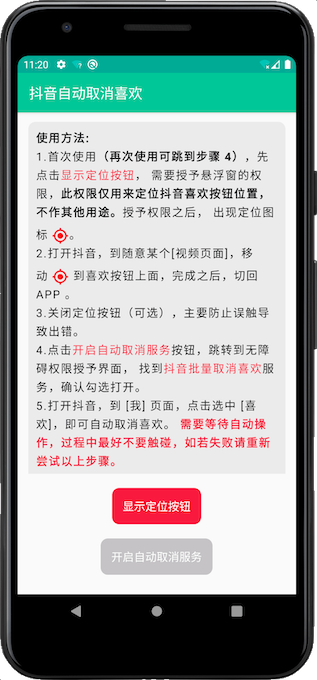 11:20
抖音自动取消喜欢
使用方法:
1.首次使用（再次使用可跳到步骤 4），先
点击显示定位按钮， 需要授予悬浮窗的权
限，此权限仅用来定位抖音喜欢按钮位置，
不作其他用途。授予权限之后， 出现定位图
标 。
2.打开抖音，到随意某个[视频页面]，移
动 到喜欢按钮上面，完成之后，切回
APP 。
3.关闭定位按钮（可选），主要防止误触导
致出错。
4.点击开启自动取消服务按钮，跳转到无障
碍权限授予界面， 找到抖音批量取消喜欢服
务，确认勾选打开。
5.打开抖音，到 [我] 页面，点击选中 [喜
欢]，即可自动取消喜欢。 需要等待自动操
作，过程中最好不要触碰，如若失败请重新
尝试以上步骤。
显示定位按钮
开启自动取消服务